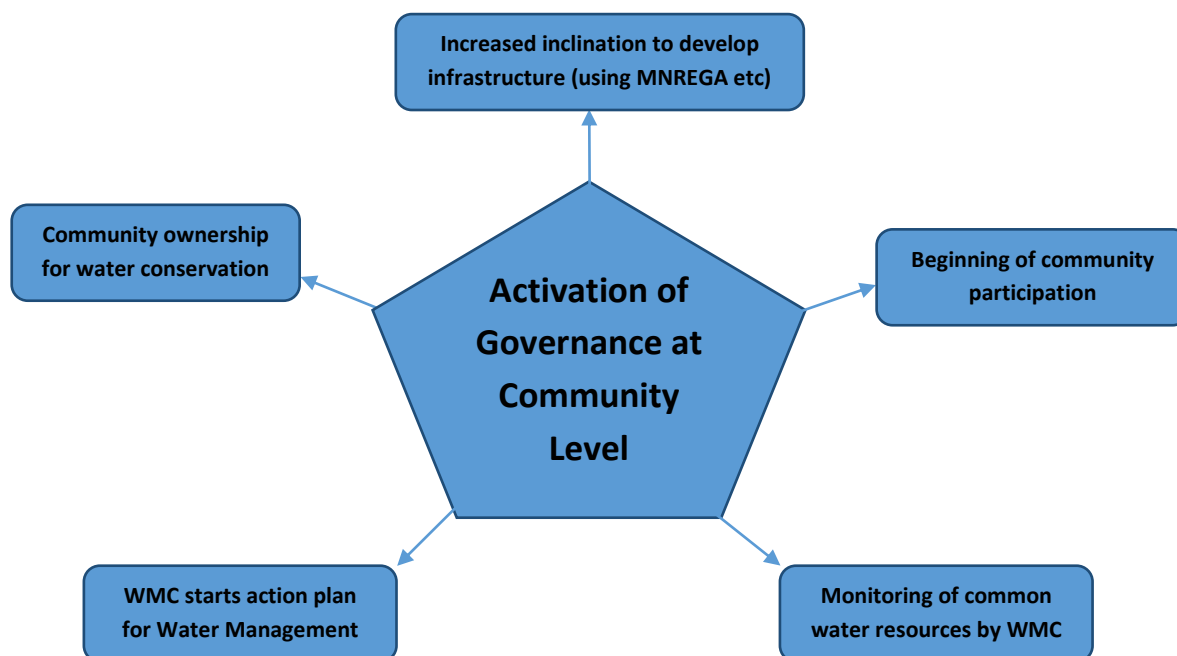 Increased inclination to develop
infrastructure (using MNREGA etc)
Community ownership
for water conservation
Beginning of community
participation
Activation of
Governance at
Community
Level
WMC starts action plan
for Water Management
Monitoring of common
water resources by WMC